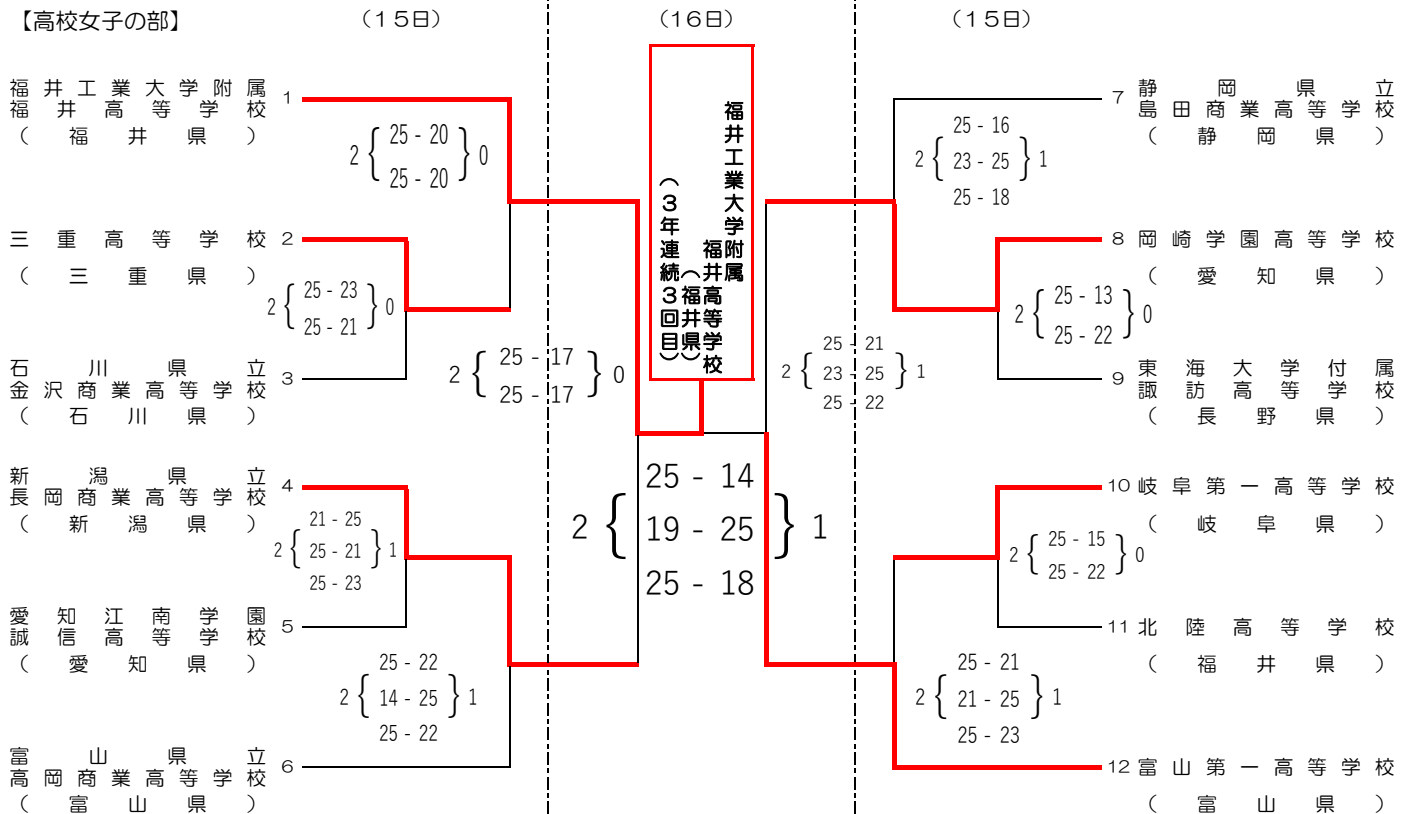 【高校女子の部】
（１５日）
（１６日）
（１５日）
福井工業大学附属
福井高等学校
（福井県）
1
2 { 25 - 20 } 0
25 - 20
三重高等学校
（三重県）
2
2 { 25 - 23 } 0
25 - 21
石川県立
金沢商業高等学校
（石川県）
3
2 { 25 - 17 } 0
25 - 17
新潟県立
長岡商業高等学校
（新潟県）
4
21 - 25
2 { 25 - 21 } 1
25 - 23
愛知江南学園
誠信高等学校
（愛知県）
5
25 - 22
2 { 14 - 25 } 1
25 - 22
富山県立
高岡商業高等学校
（富山県）
6
福井工業大学附属
福井高等学校
（福井県）
（３年連続３回目）
25 - 14
2 { 19 - 25 } 1
25 - 18
7
静岡県立
島田商業高等学校
（静岡県）
25 - 16
2 { 23 - 25 } 1
25 - 18
8
岡崎学園高等学校
（愛知県）
2 { 25 - 13 } 0
25 - 22
9
東海大学付属
諏訪高等学校
（長野県）
25 - 21
2 { 23 - 25 } 1
25 - 22
10
岐阜第一高等学校
（岐阜県）
2 { 25 - 15 } 0
25 - 22
11
北陸高等学校
（福井県）
25 - 21
2 { 21 - 25 } 1
25 - 23
12
富山第一高等学校
（富山県）